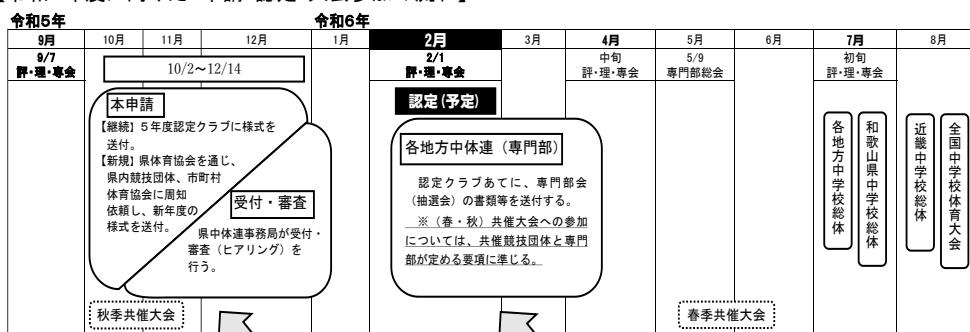 令和5年
令和6年
9月
10月
11月
12月
1月
2月
3月
4月
5月
6月
7月
8月
9/7
評・理・専会
10/2～12/14
2/1
評・理・専会
中旬
評・理・専会
5/9
専門部総会
初旬
評・理・専会
本申請
【継続】５年度認定クラブに様式を
送付。
【新規】県体育協会を通じ、
県内競技団体、市町村
体育協会に周知
依頼し、新年度の
様式を送付。
受付・審査
県中体連事務局が受付・
審査（ヒアリング）を
行う。
認定(予定)
各地方中体連（専門部）
認定クラブあてに、専門部会
（抽選会）の書類等を送付する。
※（春・秋）共催大会への参加
については、共催競技団体と専門
部が定める要項に準じる。
各地方中学校総体
和歌山県中学校総体
近畿中学校総体
全国中学校体育大会
秋季共催大会
春季共催大会